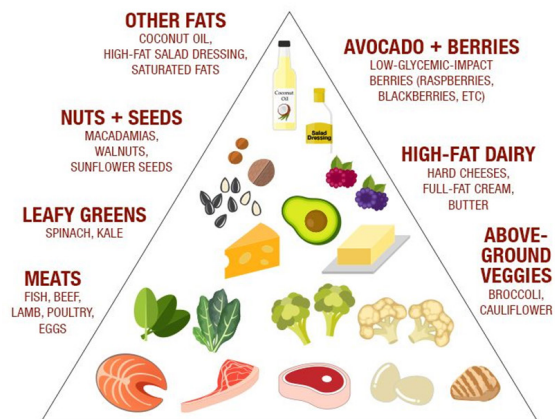 OTHER FATS
COCONUT OIL,
HIGH-FAT SALAD DRESSING,
SATURATED FATS
AVOCADO + BERRIES
LOW-GLYCEMIC-IMPACT
BERRIES (RASPBERRIES,
BLACKBERRIES, ETC)
Coconut
Oil
Salad
Dressing
NUTS + SEEDS
MACADAMIAS,
WALNUTS,
SUNFLOWER SEEDS
HIGH-FAT DAIRY
HARD CHEESES,
FULL-FAT CREAM,
BUTTER
LEAFY GREENS
SPINACH, KALE
ABOVE-
GROUND
VEGGIES
BROCCOLI,
CAULIFLOWER
MEATS
FISH, BEEF,
LAMB, POULTRY,
EGGS